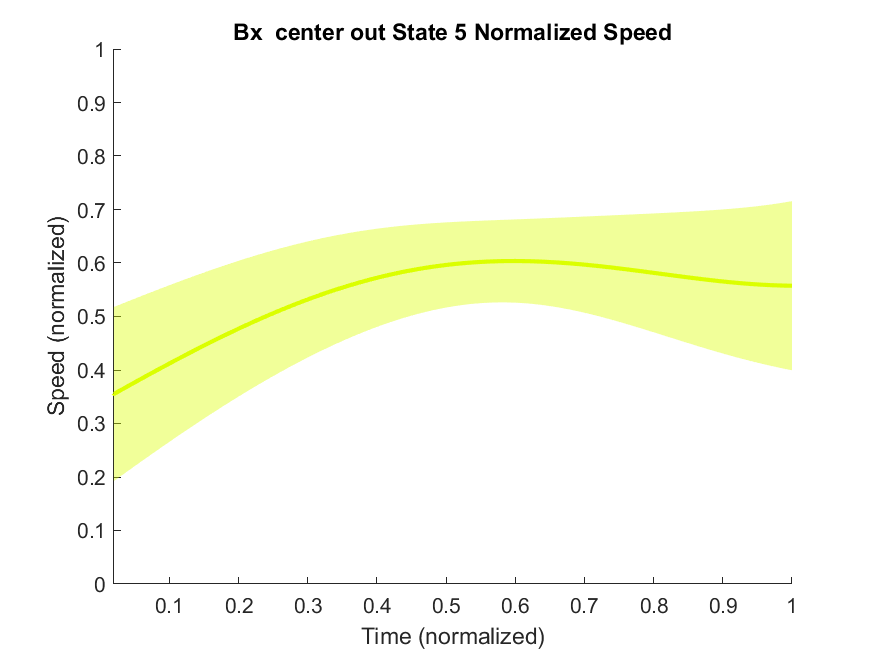 Bx  center out State 5 Normalized Speed
1
0.9
0.8
0.7
0.6
0.5
0.4
0.3
0.2
0.1
0
Speed (normalized)
0.1 0.2 0.3 0.4 0.5 0.6 0.7 0.8 0.9 1
Time (normalized)